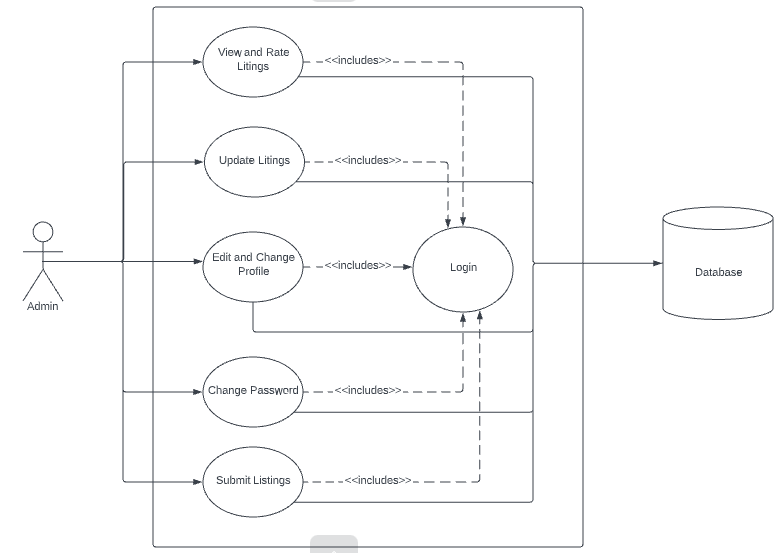 View and Rate
Litings
<<includes>>
Update Litings
<<includes>>
Edit and Change
Profile
<<includes>>
Login
Database
Admin
Change Password
<<includes>>
Submit Listings
<<includes>>